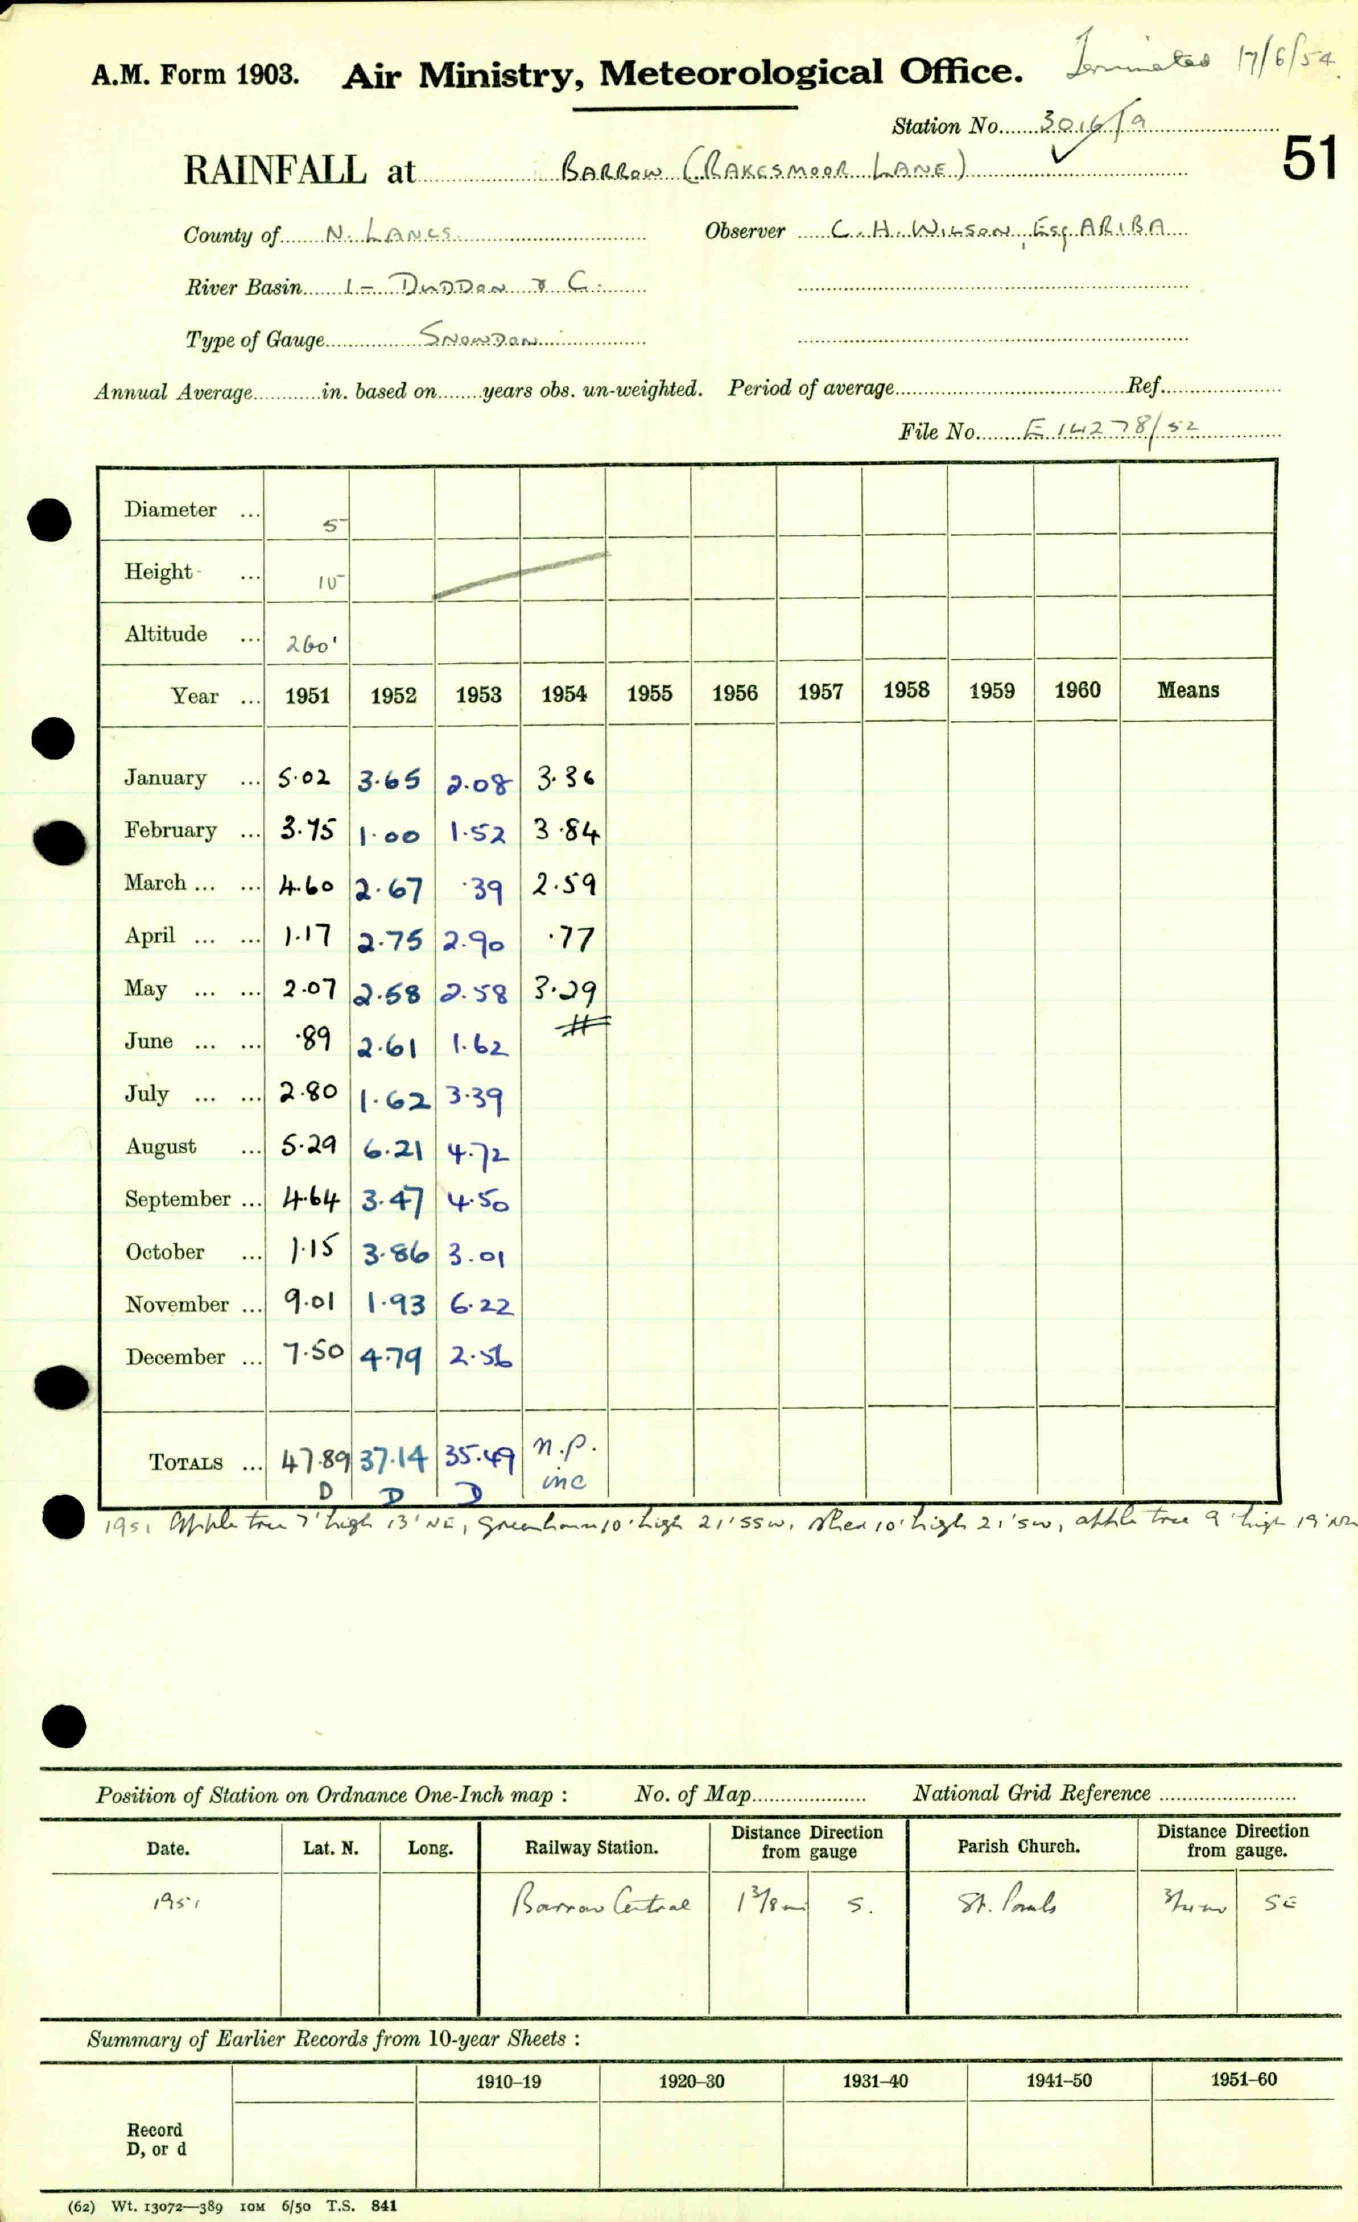 Terminated 17/6/54.
A.M. Form 1903. Air Ministry, Meteorological Office.
Station No. 3016/9
51
RAINFALL at BARROW (RAKESMOOR LANE)
County of N. LANCS. Observer C. H. WILSON, Esq ARIBA
River Basin 1 - DUDDON & C.
Type of Gauge SNOWDON
Annual Average in. based on years obs. un-weighted. Period of average Ref.
File No. E 14278/52
Diameter ... 5
Height ...
Altitude ... 260'
Year ... 1951 1952 1953 1954 1955 1956 1957 1958 1959 1960 Means
January ... 5.02 3.65 2.08 3.36
February ... 3.75 1.00 1.52 3.84
March ... ... 4.60 2.67 .39 2.59
April ... ... 1.17 2.75 2.90 .77
May ... ... 2.07 2.58 2.58 3.29
June ... ... .89 2.61 1.62
July ... ... 2.80 1.62 3.39
August ... 5.29 6.21 4.72
September ... 4.64 3.47 4.50
October ... 1.15 3.86 3.01
November ... 9.01 1.93 6.22
December ... 7.50 4.79 2.56
TOTALS ... 47.89 37.14 35.49 n.p.
D D D inc
1951 Apple tree 7' high 13' NE, greenhouse 10' high 21' SSW, shed 10' high 21' SW, apple tree 9' high 19'
Position of Station on Ordnance One-Inch map : No. of Map National Grid Reference
Date. Lat. N. Long. Railway Station. Distance Direction from gauge Parish Church. Distance Direction from gauge.
1951 Barrow Central 1 3/8 mi S. St. Pauls 3/4 m SE
Summary of Earlier Records from 10-year Sheets :
1910–19 1920–30 1931–40 1941–50 1951–60
Record
D, or d
(62) Wt. 13072—389 10M 6/50 T.S. 841